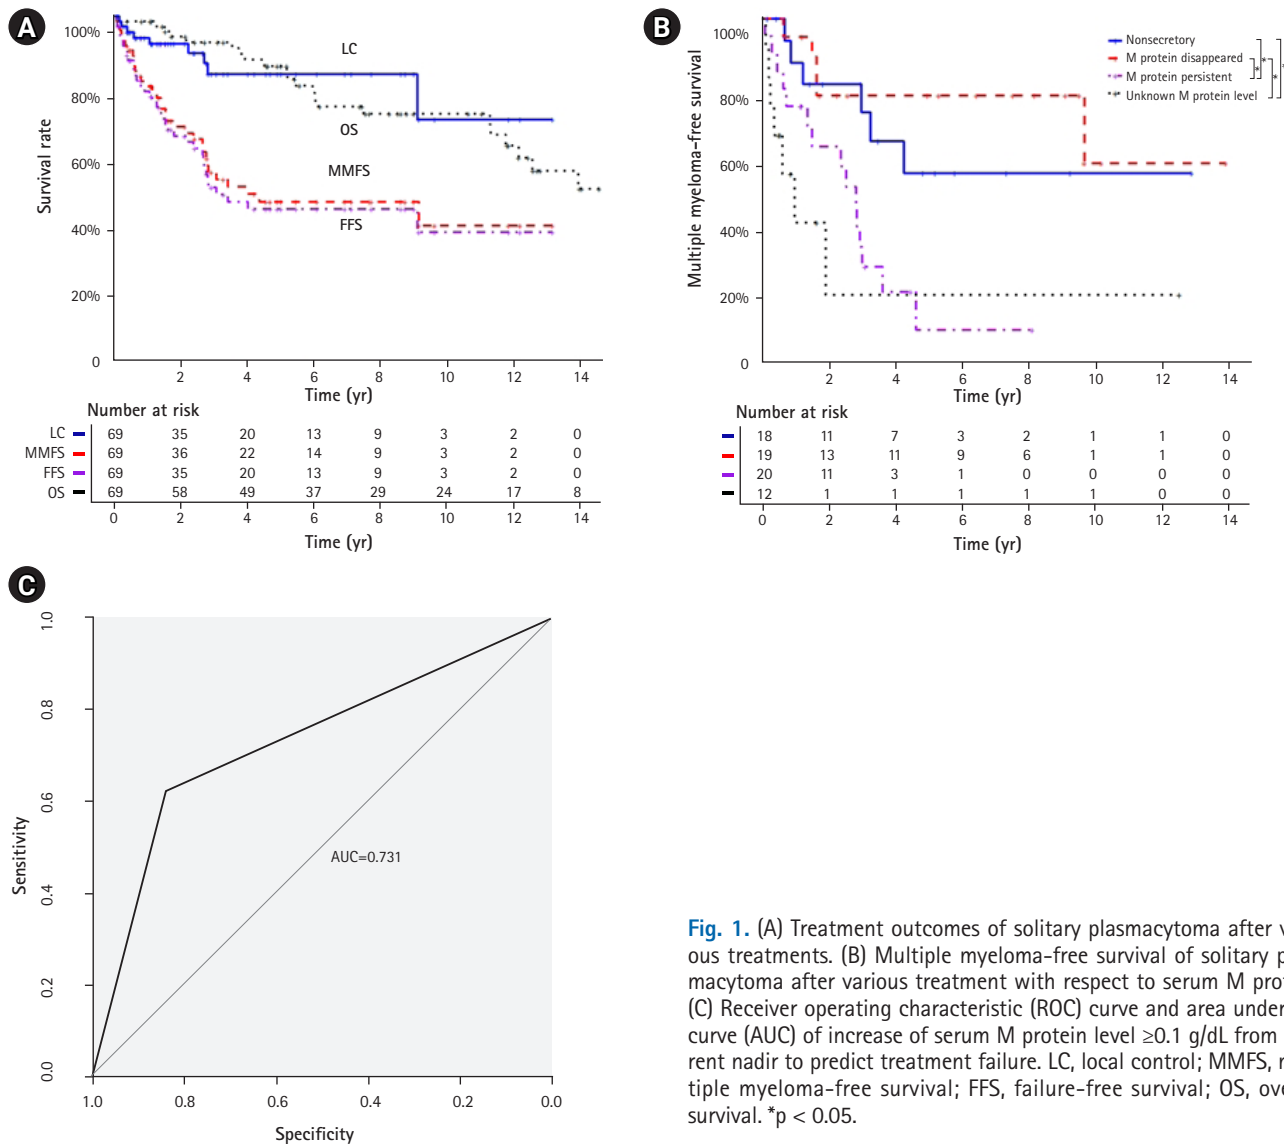 A
100%
80%
60%
40%
20%
0
Survival rate
LC
OS
MMFS
FFS
2 4 6 8 10 12 14
Time (yr)
Number at risk
LC 69 35 20 13 9 3 2 0
MMFS 69 36 22 14 9 3 2 0
FFS 69 35 20 13 9 3 2 0
OS 69 58 49 37 29 24 17 8
0 2 4 6 8 10 12 14
Time (yr)
B
100%
80%
60%
40%
20%
0
Multiple myeloma-free survival
Nonsecretory
M protein disappeared
M protein persistent
Unknown M protein level
* * * *
2 4 6 8 10 12 14
Time (yr)
Number at risk
18 11 7 3 2 1 1 0
19 13 11 9 6 1 1 0
20 11 3 1 0 0 0 0
12 1 1 1 1 1 0 0
0 2 4 6 8 10 12 14
Time (yr)
C
1.0
0.8
0.6
0.4
0.2
0.0
Sensitivity
AUC=0.731
1.0 0.8 0.6 0.4 0.2 0.0
Specificity
Fig. 1. (A) Treatment outcomes of solitary plasmacytoma after v
ous treatments. (B) Multiple myeloma-free survival of solitary p
macytoma after various treatment with respect to serum M prot
(C) Receiver operating characteristic (ROC) curve and area under
curve (AUC) of increase of serum M protein level ≥0.1 g/dL from
rent nadir to predict treatment failure. LC, local control; MMFS, 
tiple myeloma-free survival; FFS, failure-free survival; OS, ove
survival. *p < 0.05.